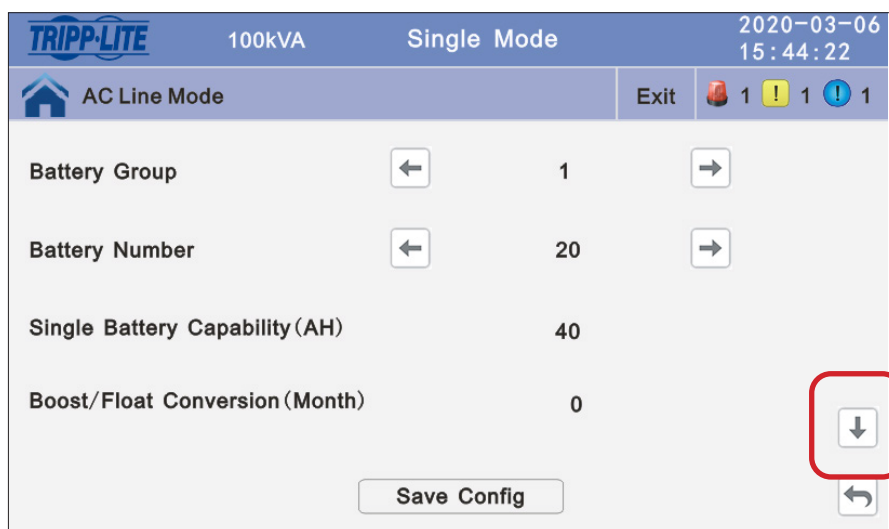 TRIPP·LITE 100kVA Single Mode 2020-03-06
15:44:22
AC Line Mode Exit 1 ! 1 ! 1
Battery Group 1
Battery Number 20
Single Battery Capability(AH) 40
Boost/Float Conversion(Month) 0
Save Config